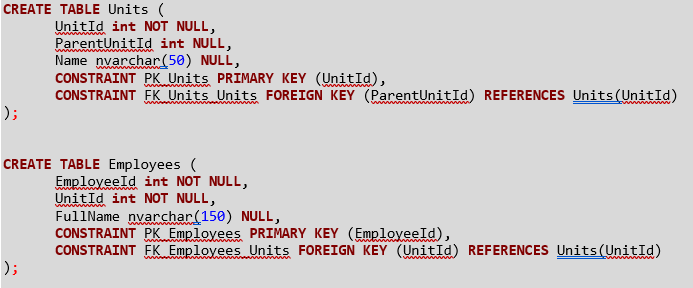 CREATE TABLE Units (
UnitId int NOT NULL,
ParentUnitId int NULL,
Name nvarchar(50) NULL,
CONSTRAINT PK_Units PRIMARY KEY (UnitId),
CONSTRAINT FK_Units_Units FOREIGN KEY (ParentUnitId) REFERENCES Units(UnitId)
);
CREATE TABLE Employees (
EmployeeId int NOT NULL,
UnitId int NOT NULL,
FullName nvarchar(150) NULL,
CONSTRAINT PK_Employees PRIMARY KEY (EmployeeId),
CONSTRAINT FK_Employees_Units FOREIGN KEY (UnitId) REFERENCES Units(UnitId)
);